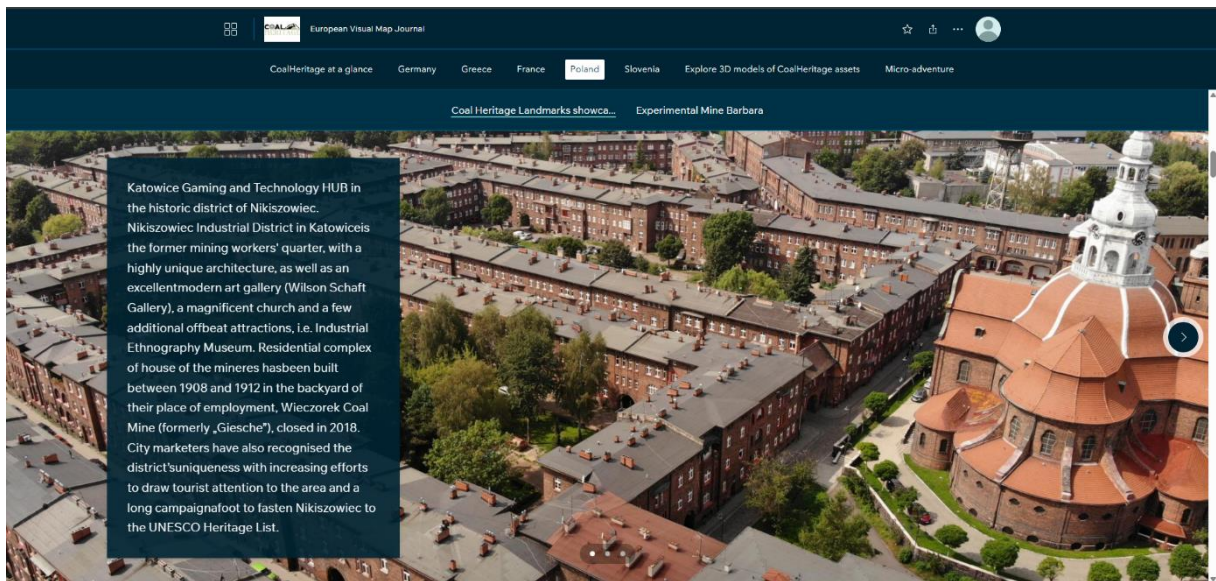 COAL
European Visual Map Journal
CoalHeritage at a glance
Germany
Greece
France
Poland
Slovenia
Explore 3D models of CoalHeritage assets
Micro-adventure
Coal Heritage Landmarks showca...
Experimental Mine Barbara
Katowice Gaming and Technology HUB in
the historic district of Nikiszowiec.
Nikiszowiec Industrial District in Katowiceis
the former mining workers' quarter, with a
highly unique architecture, as well as an
excellentmodern art gallery (Wilson Schaft
Gallery), a magnificent church and a few
additional offbeat attractions, i.e. Industrial
Ethnography Museum. Residential complex
of house of the mineres hasbeen built
between 1908 and 1912 in the backyard of
their place of employment, Wieczorek Coal
Mine (formerly „Giesche”), closed in 2018.
City marketers have also recognised the
district'suniqueness with increasing efforts
to draw tourist attention to the area and a
long campaignafoot to fasten Nikiszowiec to
the UNESCO Heritage List.